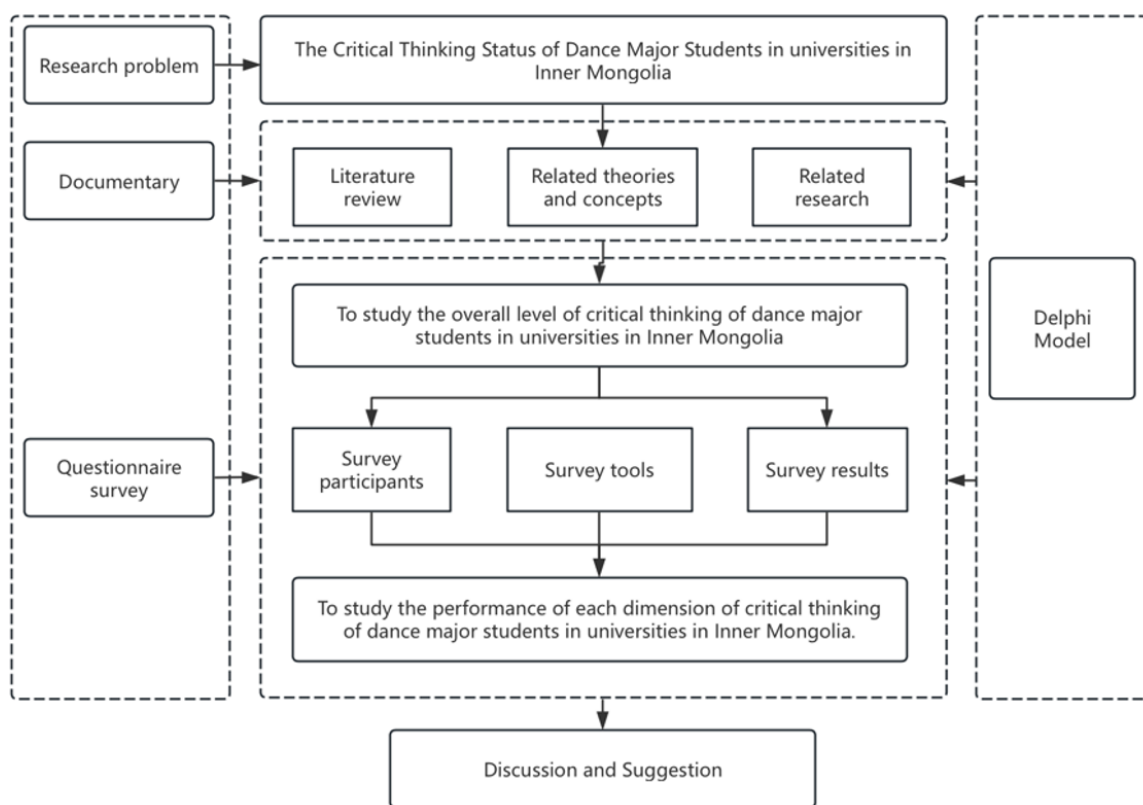 Research problem
The Critical Thinking Status of Dance Major Students in universities in
Inner Mongolia
Documentary
Literature
review
Related theories
and concepts
Related
research
To study the overall level of critical thinking of dance major
students in universities in Inner Mongolia
Delphi
Model
Questionnaire
survey
Survey
participants
Survey tools
Survey results
To study the performance of each dimension of critical thinking
of dance major students in universities in Inner Mongolia.
Discussion and Suggestion